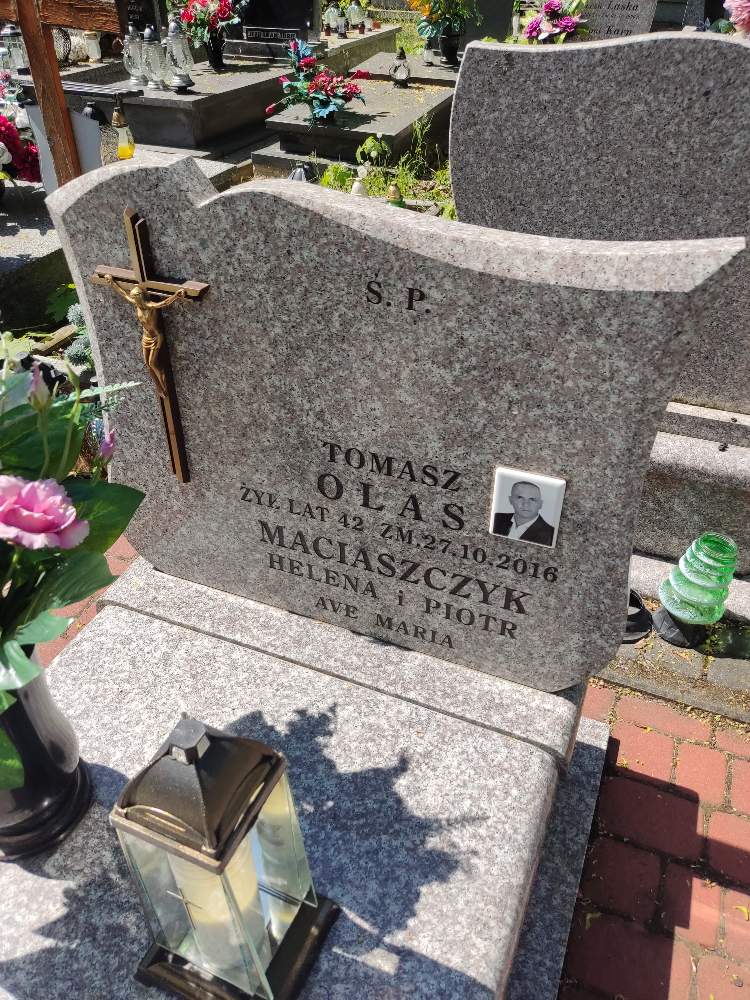 Ś. P.
TOMASZ
OLAS
ŻYŁ LAT 42 ZM. 27.10.2016
MACIASZCZYK
HELENA i PIOTR
AVE MARIA